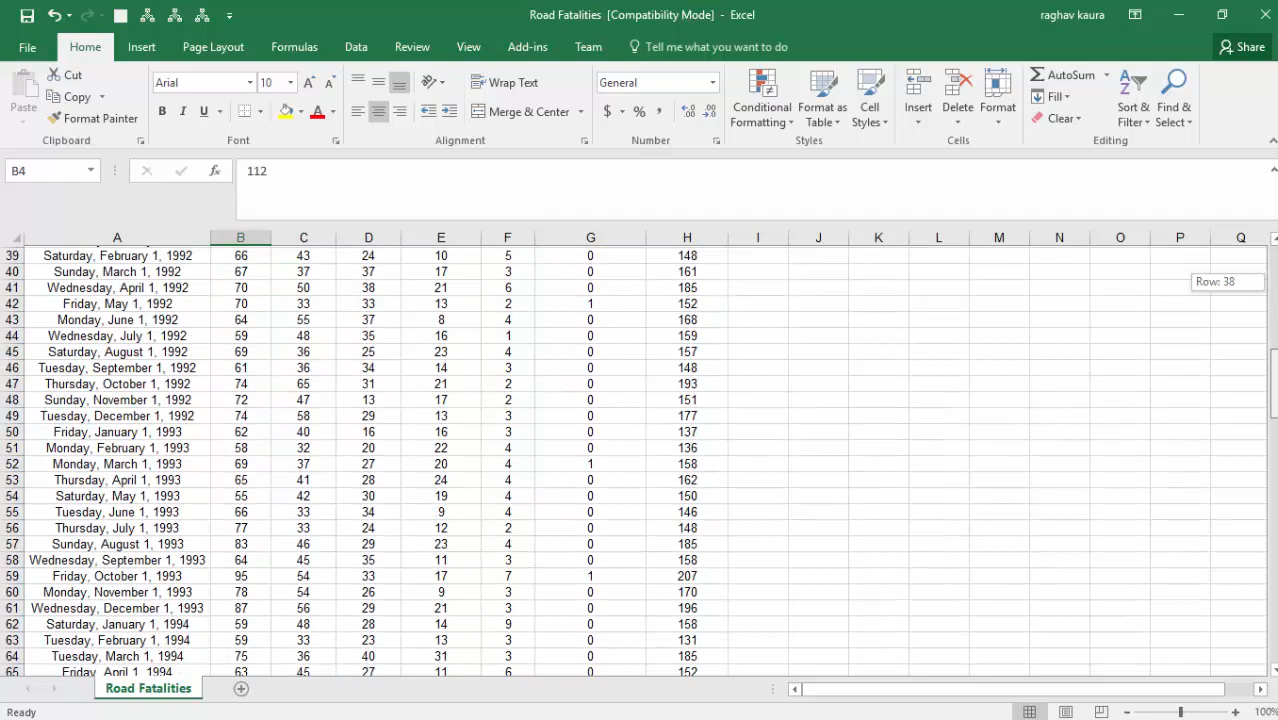 Road Fatalities [Compatibility Mode] - Excel
raghav kaura
File Home Insert Page Layout Formulas Data Review View Add-ins Team Tell me what you want to do Share
Paste Cut Copy Format Painter
Arial 10
Wrap Text Merge & Center
General
$ % ,
Conditional Formatting Format as Table Cell Styles
Insert Delete Format
AutoSum Fill Clear
Sort & Filter Find & Select
Clipboard Font Alignment Number Styles Cells Editing
B4 fx 112
A B C D E F G H I J K L M N O P Q
39 Saturday, February 1, 1992 66 43 24 10 5 0 148
40 Sunday, March 1, 1992 67 37 37 17 3 0 161
Row: 38
41 Wednesday, April 1, 1992 70 50 38 21 6 0 185
42 Friday, May 1, 1992 70 33 33 13 2 1 152
43 Monday, June 1, 1992 64 55 37 8 4 0 168
44 Wednesday, July 1, 1992 59 48 35 16 1 0 159
45 Saturday, August 1, 1992 69 36 25 23 4 0 157
46 Tuesday, September 1, 1992 61 36 34 14 3 0 148
47 Thursday, October 1, 1992 74 65 31 21 2 0 193
48 Sunday, November 1, 1992 72 47 13 17 2 0 151
49 Tuesday, December 1, 1992 74 58 29 13 3 0 177
50 Friday, January 1, 1993 62 40 16 16 3 0 137
51 Monday, February 1, 1993 58 32 20 22 4 0 136
52 Monday, March 1, 1993 69 37 27 20 4 1 158
53 Thursday, April 1, 1993 65 41 28 24 4 0 162
54 Saturday, May 1, 1993 55 42 30 19 4 0 150
55 Tuesday, June 1, 1993 66 33 34 9 4 0 146
56 Thursday, July 1, 1993 77 33 24 12 2 0 148
57 Sunday, August 1, 1993 83 46 29 23 4 0 185
58 Wednesday, September 1, 1993 64 45 35 11 3 0 158
59 Friday, October 1, 1993 95 54 33 17 7 1 207
60 Monday, November 1, 1993 78 54 26 9 3 0 170
61 Wednesday, December 1, 1993 87 56 29 21 3 0 196
62 Saturday, January 1, 1994 59 48 28 14 9 0 158
63 Tuesday, February 1, 1994 59 33 23 13 3 0 131
64 Tuesday, March 1, 1994 75 36 40 31 3 0 185
65 Friday, April 1, 1994 63 45 27 11 6 0 152
Road Fatalities
Ready 100%